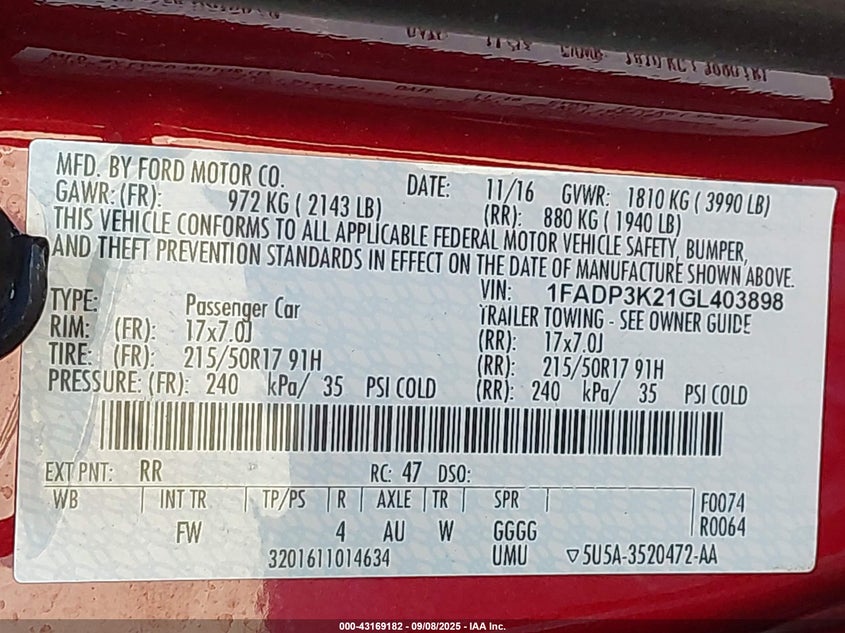 MFD. BY FORD MOTOR CO.
DATE: 11/16 GVWR: 1810 KG ( 3990 LB)
GAWR: (FR): 972 KG ( 2143 LB) (RR): 880 KG ( 1940 LB)
THIS VEHICLE CONFORMS TO ALL APPLICABLE FEDERAL MOTOR VEHICLE SAFETY, BUMPER,
AND THEFT PREVENTION STANDARDS IN EFFECT ON THE DATE OF MANUFACTURE SHOWN ABOVE.
VIN: 1FADP3K21GL403898
TYPE: Passenger Car TRAILER TOWING - SEE OWNER GUIDE
RIM: (FR): 17x7.0J (RR): 17x7.0J
TIRE: (FR): 215/50R17 91H (RR): 215/50R17 91H
PRESSURE: (FR): 240 kPa/ 35 PSI COLD (RR): 240 kPa/ 35 PSI COLD
EXT PNT: RR RC: 47 DSO:
WB INT TR TP/PS R AXLE TR SPR F0074
FW 4 AU W GGGG R0064
3201611014634 UMU ▽5U5A-3520472-AA
000-43169182 - 09/08/2025 - IAA Inc.